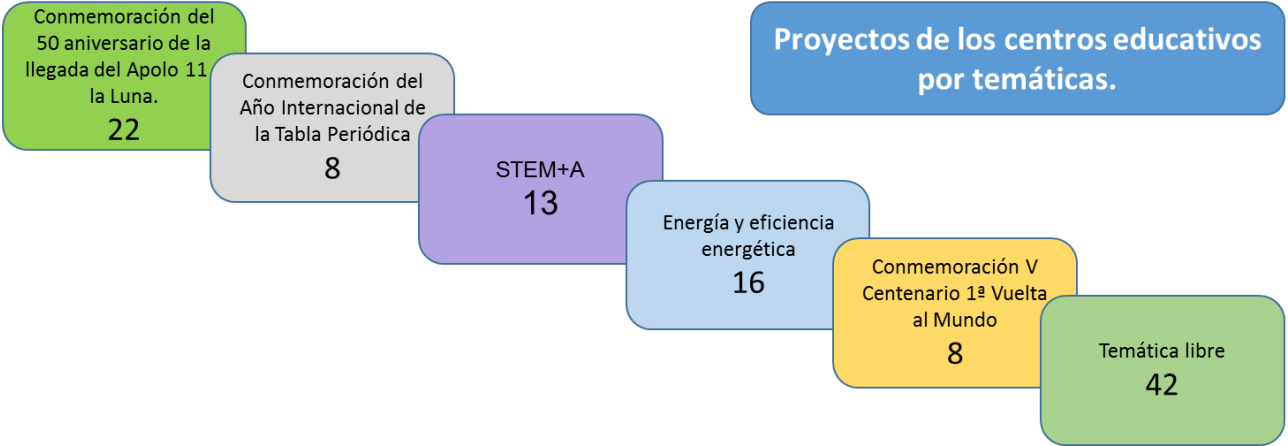 Conmemoración del
50 aniversario de la
llegada del Apolo 11
la Luna.
22
Conmemoración del
Año Internacional de
la Tabla Periódica
8
STEM+A
13
Energía y eficiencia
energética
16
Conmemoración V
Centenario 1ª Vuelta
al Mundo
8
Temática libre
42
Proyectos de los centros educativos
por temáticas.